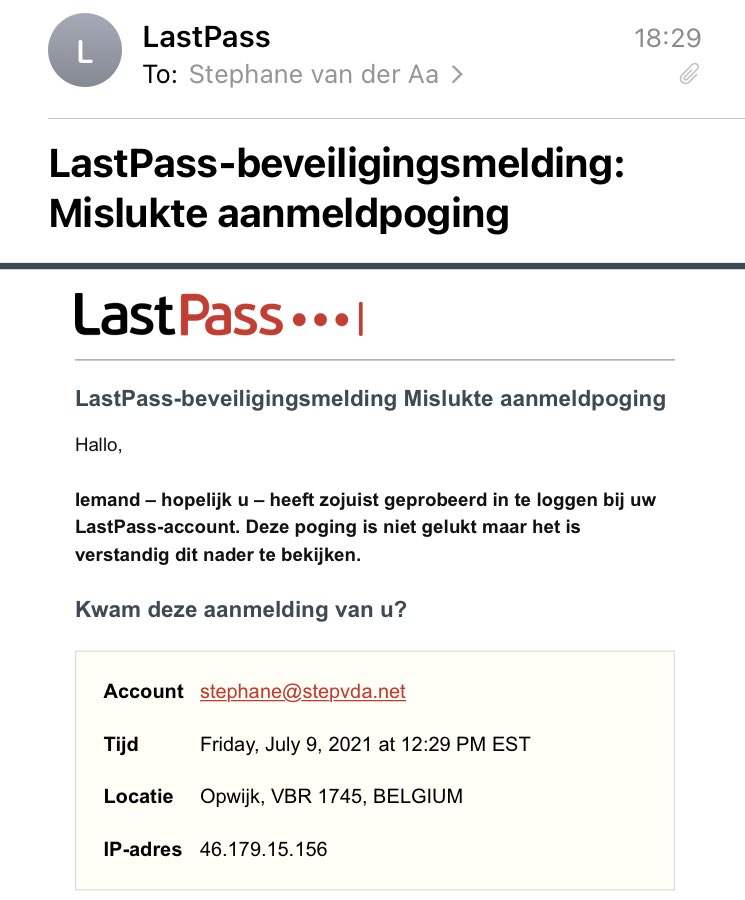 L
LastPass
18:29
To: Stephane van der Aa
LastPass-beveiligingsmelding:
Mislukte aanmeldpoging
LastPass
LastPass-beveiligingsmelding Mislukte aanmeldpoging
Hallo,
Iemand – hopelijk u – heeft zojuist geprobeerd in te loggen bij uw
LastPass-account. Deze poging is niet gelukt maar het is
verstandig dit nader te bekijken.
Kwam deze aanmelding van u?
Account stephane@stepvda.net
Tijd Friday, July 9, 2021 at 12:29 PM EST
Locatie Opwijk, VBR 1745, BELGIUM
IP-adres 46.179.15.156